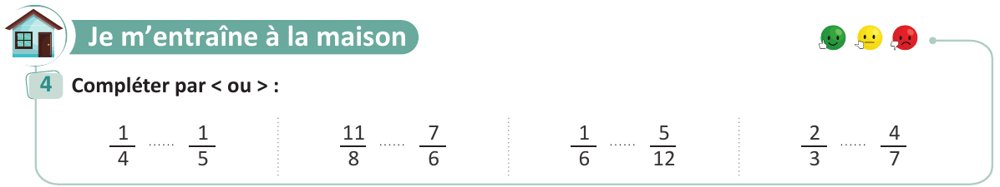 Je m'entraîne à la maison
4 Compléter par < ou > :
1/4 ...... 1/5
11/8 ...... 7/6
1/6 ...... 5/12
2/3 ...... 4/7